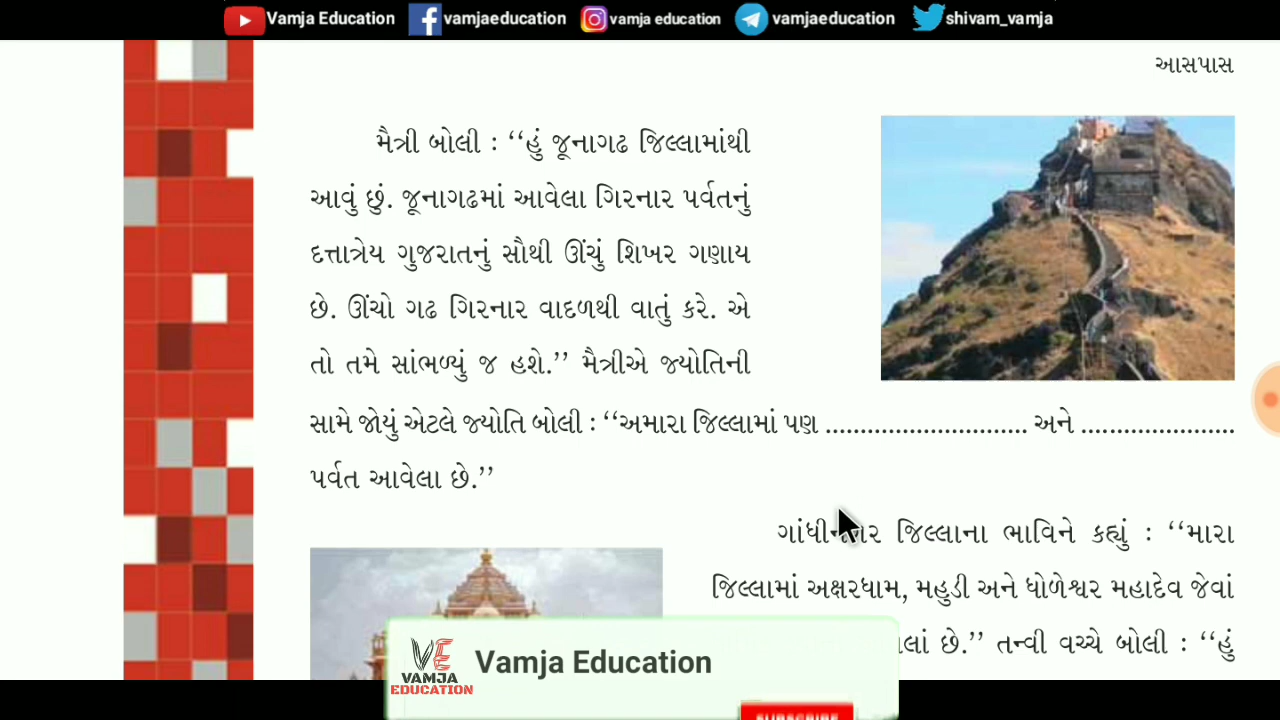 Vamja Education vamjaeducation vamja education vamjaeducation shivam_vamja
આસપાસ
મૈત્રી બોલી : ‘‘હું જૂનાગઢ જિલ્લામાંથી
આવું છું. જૂનાગઢમાં આવેલા ગિરનાર પર્વતનું
દત્તાત્રેય ગુજરાતનું સૌથી ઊંચું શિખર ગણાય
છે. ઊંચો ગઢ ગિરનાર વાદળથી વાતું કરે. એ
તો તમે સાંભળ્યું જ હશે.’’ મૈત્રીએ જ્યોતિની
સામે જોયું એટલે જ્યોતિ બોલી : ‘‘અમારા જિલ્લામાં પણ ............................. અને ......................
પર્વત આવેલા છે.’’
ગાંધીનગર જિલ્લાના ભાવિને કહ્યું : ‘‘મારા
જિલ્લામાં અક્ષરધામ, મહુડી અને ધોળેશ્વર મહાદેવ જેવાં
છે.’’ તન્વી વચ્ચે બોલી : ‘‘હું
VE
VAMJA
EDUCATION
Vamja Education